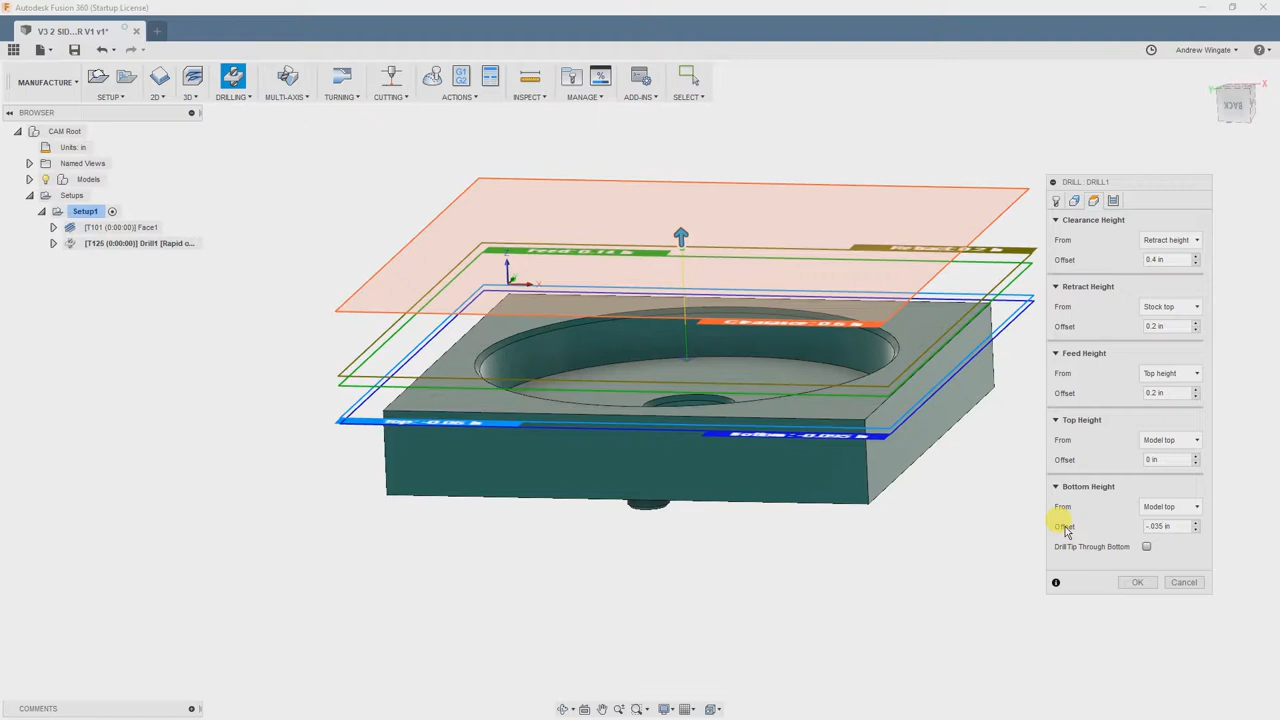 Autodesk Fusion 360 (Startup License)
V3 2 SID...R V1 v1*
Andrew Wingate
MANUFACTURE
SETUP
2D
3D
DRILLING
MULTI-AXIS
TURNING
CUTTING
ACTIONS
INSPECT
MANAGE
ADD-INS
SELECT
G1
G2
%
BROWSER
CAM Root
Units: in
Named Views
Models
Setups
Setup1
[T101 (0:00:00)] Face1
[T125 (0:00:00)] Drill1 [Rapid o...
BACK
X
Y
Z
X
DRILL : DRILL1
Clearance Height
From Retract height
Offset 0.4 in
Retract Height
From Stock top
Offset 0.2 in
Feed Height
From Top height
Offset 0.2 in
Top Height
From Model top
Offset 0 in
Bottom Height
From Model top
Offset -.035 in
Drill Tip Through Bottom
OK Cancel
COMMENTS